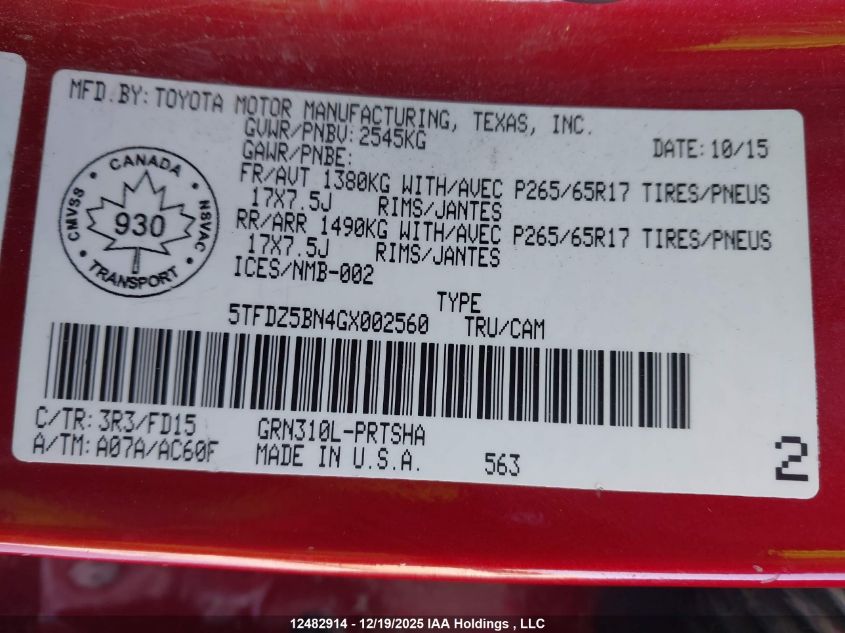 MFD.BY: TOYOTA MOTOR MANUFACTURING, TEXAS, INC.
GVWR/PNBV: 2545KG DATE: 10/15
GAWR/PNBE:
FR/AVT 1380KG WITH/AVEC P265/65R17 TIRES/PNEUS
17X7.5J RIMS/JANTES
RR/ARR 1490KG WITH/AVEC P265/65R17 TIRES/PNEUS
17X7.5J RIMS/JANTES
ICES/NMB-002
CANADA
CMVSS 930 NSVAC
TRANSPORT
TYPE
5TFDZ5BN4GX002560 TRU/CAM
C/TR: 3R3/FD15 GRN310L-PRTSHA
A/TM: A07A/AC60F MADE IN U.S.A. 563 2
12482914 - 12/19/2025 IAA Holdings , LLC